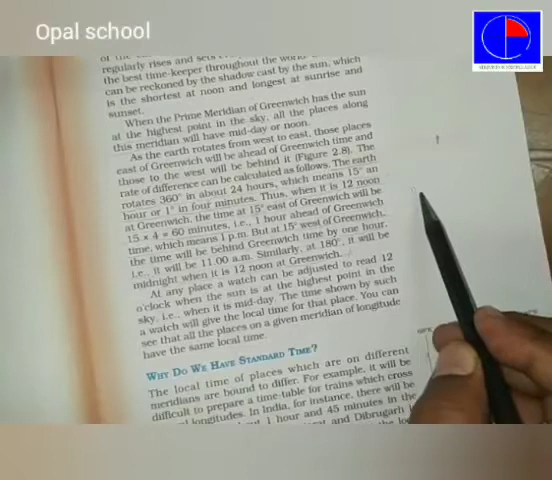 Opal school
regularly rises and sets
the best time-keeper throughout the world
can be reckoned by the shadow cast by the sun, which
is the shortest at noon and longest at sunrise and
sunset.
When the Prime Meridian of Greenwich has the sun
at the highest point in the sky, all the places along
this meridian will have mid-day or noon.
As the earth rotates from west to east, those places
east of Greenwich will be ahead of Greenwich time and
those to the west will be behind it (Figure 2.8). The
rate of difference can be calculated as follows. The earth
rotates 360° in about 24 hours, which means 15° an
hour or 1° in four minutes. Thus, when it is 12 noon
at Greenwich, the time at 15° east of Greenwich will be
15 × 4 = 60 minutes, i.e., 1 hour ahead of Greenwich
time, which means 1 p.m. But at 15° west of Greenwich,
the time will be behind Greenwich time by one hour,
i.e., it will be 11.00 a.m. Similarly, at 180°, it will be
midnight when it is 12 noon at Greenwich.
At any place a watch can be adjusted to read 12
o'clock when the sun is at the highest point in the
sky, i.e., when it is mid-day. The time shown by such
a watch will give the local time for that place. You can
see that all the places on a given meridian of longitude
have the same local time.
WHY DO WE HAVE STANDARD TIME?
The local time of places which are on different
meridians are bound to differ. For example, it will be
difficult to prepare a time-table for trains which cross
longitudes. In India, for instance, there will be
1 hour and 45 minutes in the
and Dibrugarh